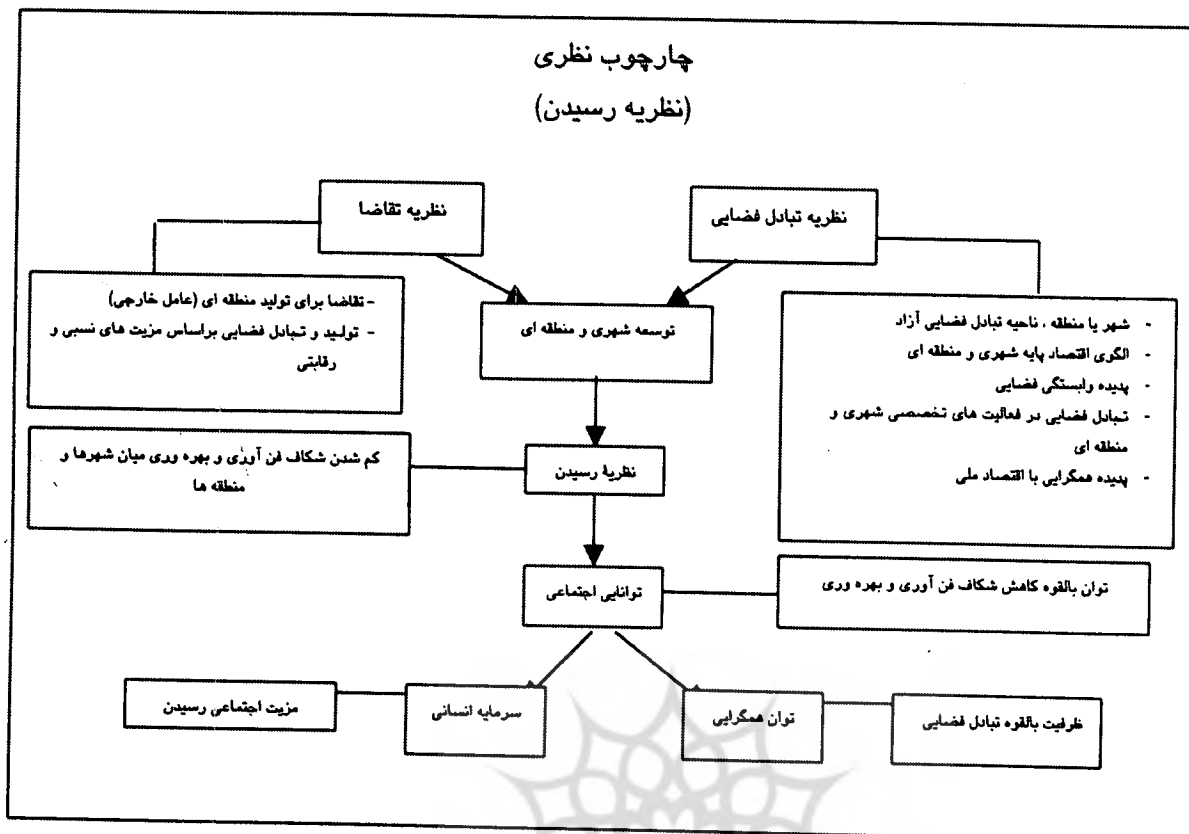 چارچوب نظری
(نظریه رسیدن)
نظریه تبادل فضایی
نظریه تقاضا
- شهر یا منطقه ، ناحیه تبادل فضایی آزاد
- الگوی اقتصاد پایه شهری و منطقه ای
- پدیده وابستگی فضایی
- تبادل فضایی در فعالیت های تخصصی شهری و
منطقه ای
- پدیده همگرایی با اقتصاد ملی
- تقاضا برای تولید منطقه ای (عامل خارجی)
- تولید و تبادل فضایی براساس مزیت های نسبی و
رقابتی
توسعه شهری و منطقه ای
نظریهٔ رسیدن
کم شدن شکاف فن آوری و بهره وری میان شهرها و
منطقه ها
توانایی اجتماعی
توان بالقوه کاهش شکاف فن آوری و بهره وری
ظرفیت بالقوه تبادل فضایی
توان همگرایی
سرمایه انسانی
مزیت اجتماعی رسیدن